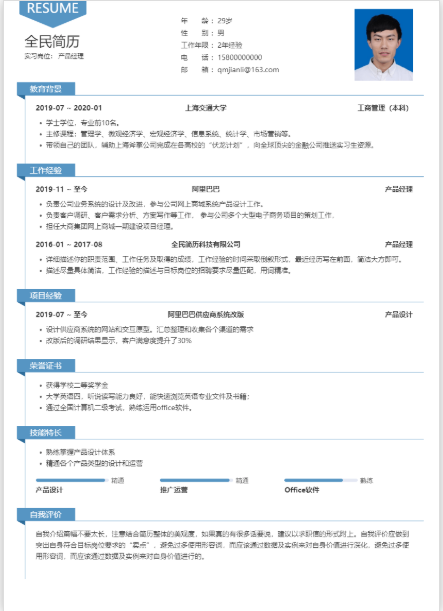 RESUME
全民简历
实习岗位： 产品经理
年 龄：29岁
性 别：男
工作年限：2年经验
电 话：15800000000
邮 箱：qmjianli@163.com
教育背景
2019-07 ~ 2020-01 上海交通大学 工商管理（本科）
学士学位，专业前10名。
主修课程：管理学、微观经济学、宏观经济学、信息系统、统计学、市场营销等。
带领自己的团队，辅助上海寄享公司完成在各高校的“伏龙计划”，向全球顶尖的金融公司推送实习生资源。
工作经验
2019-11 ~ 至今 阿里巴巴 产品经理
负责公司业务系统的设计及改进，参与公司网上商城系统产品设计工作。
负责客户调研、客户需求分析、方案写作等工作， 参与公司多个大型电子商务项目的策划工作。
担任大商集团网上商城一期建设项目经理。
2016-01 ~ 2017-08 全民简历科技有限公司 产品经理
详细描述你的职责范围、工作任务及取得的成绩，工作经验的时间采取倒叙形式，最近经历写在前面，简洁大方即可。
描述尽量具体简洁，工作经验的描述与目标岗位的招聘要求尽量匹配，用词精准。
项目经验
2019-07 ~ 至今 阿里巴巴供应商系统改版 产品设计
设计供应商系统的网站和交互原型。汇总整理和收集各个渠道的需求
改版后的调研结果显示，客户满意度提升了30%
荣誉证书
获得学校二等奖学金
大学英语四，听说读写能力良好，能快速浏览英语专业文件及书籍；
通过全国计算机二级考试，熟练运用office软件。
技能特长
熟练掌握产品设计体系
精通各个产品类型的设计和运营
精通 精通 熟练
产品设计 推广运营 Office软件
自我评价
自我介绍篇幅不要太长，注意结合简历整体的美观度，如果真的有很多话要说，建议以求职信的形式附上。自我评价应做到
突出自身符合目标岗位要求的“卖点”，避免过多使用形容词，而应该通过数据及实例来对自身价值进行深化。避免过多使
用形容词，而应该通过数据及实例来对自身价值进行的。